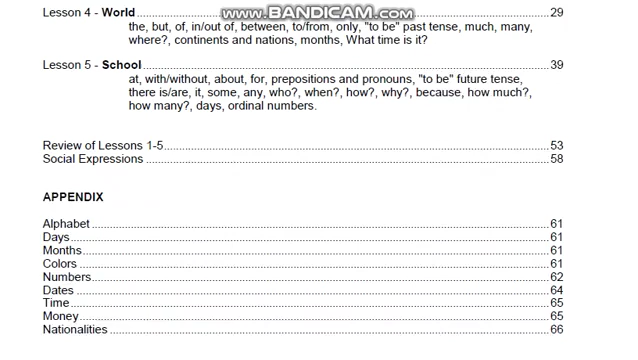 www.BANDICAM.com
Lesson 4 - World 29
the, but, of, in/out of, between, to/from, only, "to be" past tense, much, many,
where?, continents and nations, months, What time is it?
Lesson 5 - School 39
at, with/without, about, for, prepositions and pronouns, "to be" future tense,
there is/are, it, some, any, who?, when?, how?, why?, because, how much?,
how many?, days, ordinal numbers.
Review of Lessons 1-5 53
Social Expressions 58
APPENDIX
Alphabet 61
Days 61
Months 61
Colors 61
Numbers 62
Dates 64
Time 65
Money 65
Nationalities 66